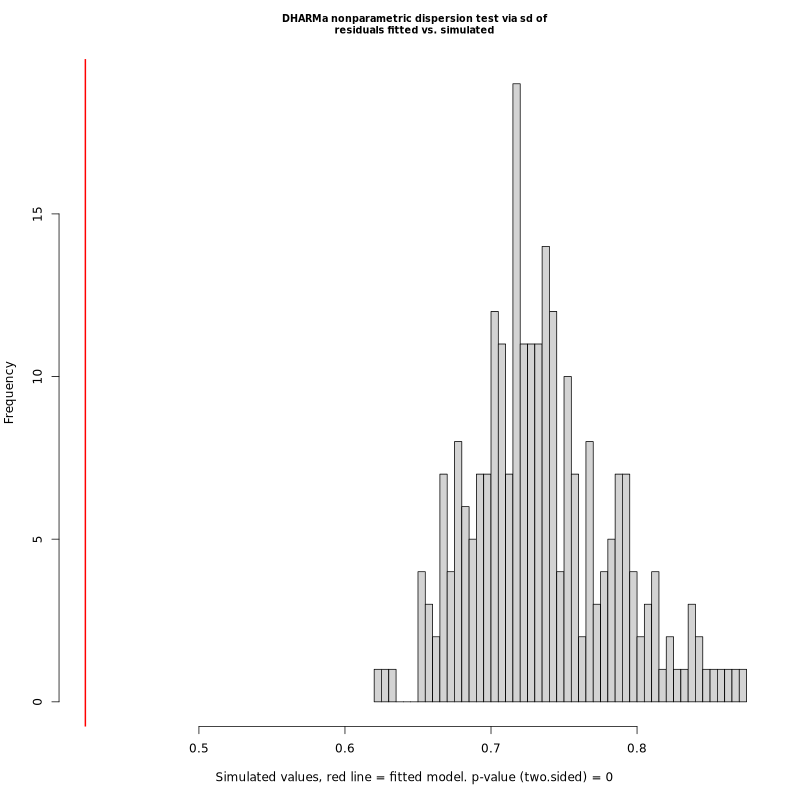 DHARMa nonparametric dispersion test via sd of
residuals fitted vs. simulated
Frequency
15
10
5
0
0.5 0.6 0.7 0.8
Simulated values, red line = fitted model. p-value (two.sided) = 0